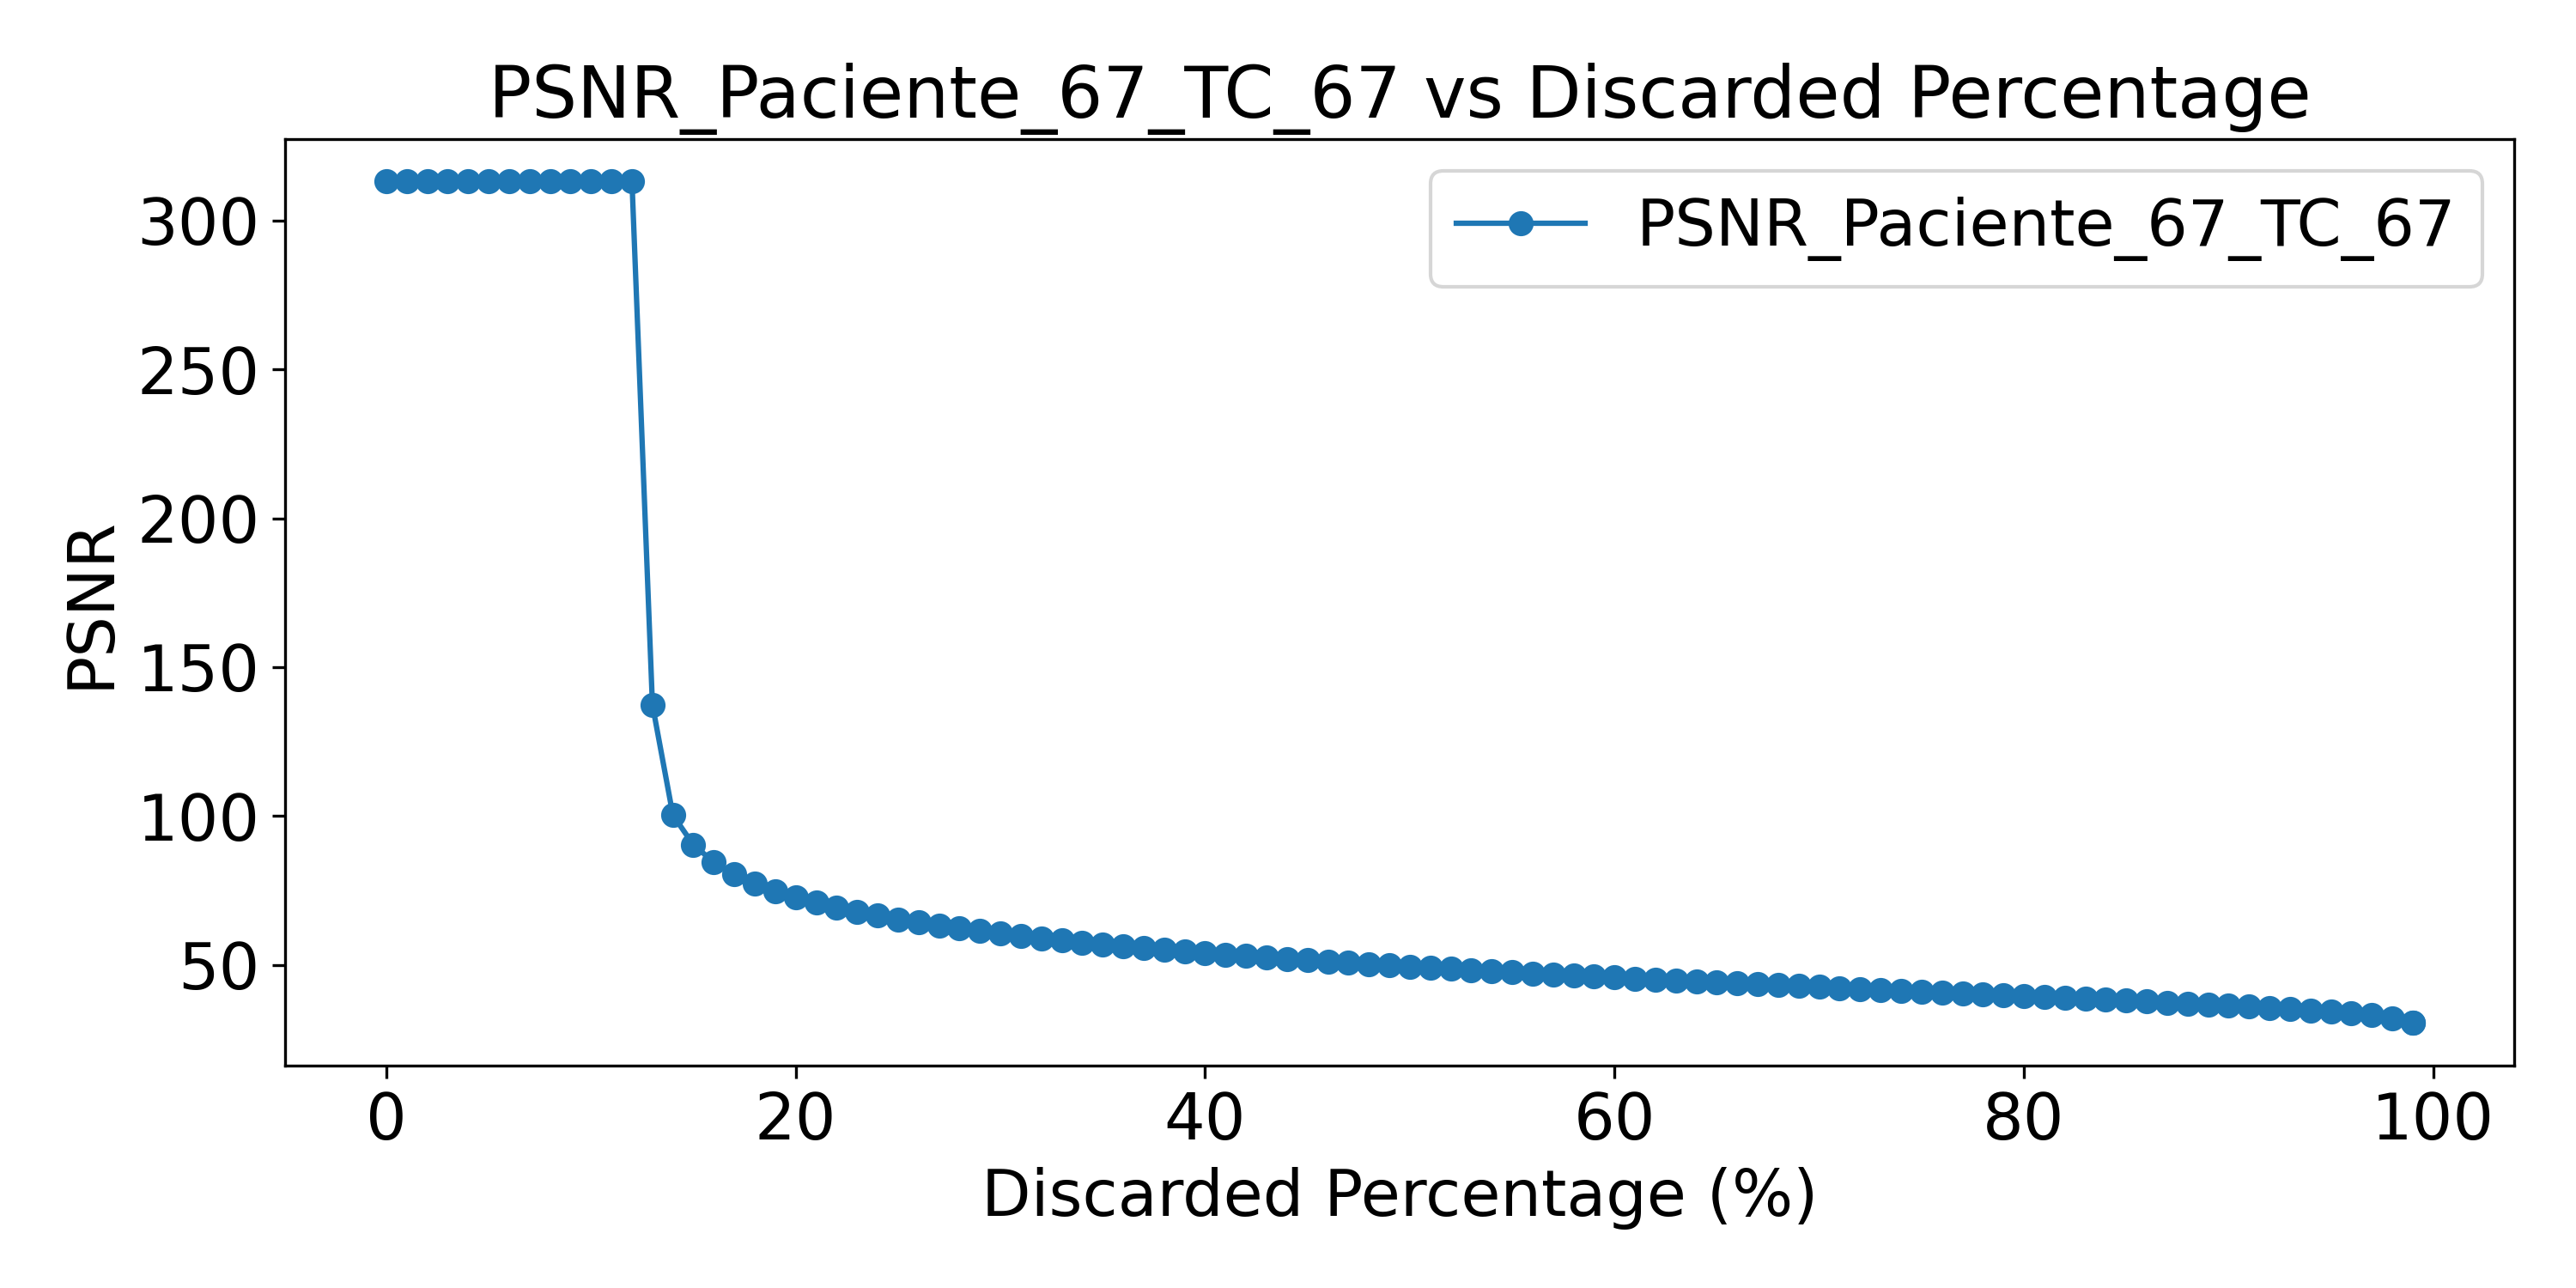 PSNR_Paciente_67_TC_67 vs Discarded Percentage
PSNR_Paciente_67_TC_67
300
250
200
150
100
50
PSNR
0 20 40 60 80 100
Discarded Percentage (%)